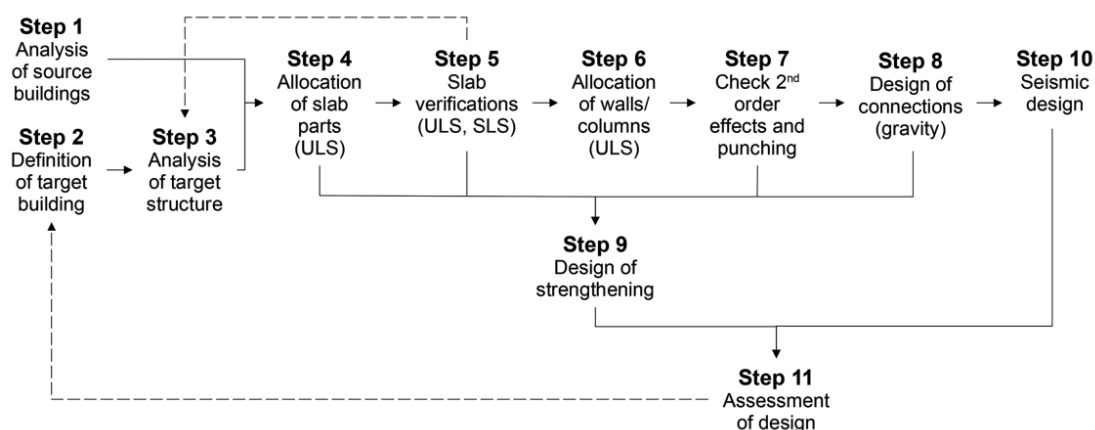 Step 1
Analysis
of source
buildings
Step 2
Definition
of target
building
Step 3
Analysis
of target
structure
Step 4
Allocation
of slab
parts
(ULS)
Step 5
Slab
verifications
(ULS, SLS)
Step 6
Allocation
of walls/
columns
(ULS)
Step 7
Check 2nd
order
effects and
punching
Step 8
Design of
connections
(gravity)
Step 10
Seismic
design
Step 9
Design of
strengthening
Step 11
Assessment
of design